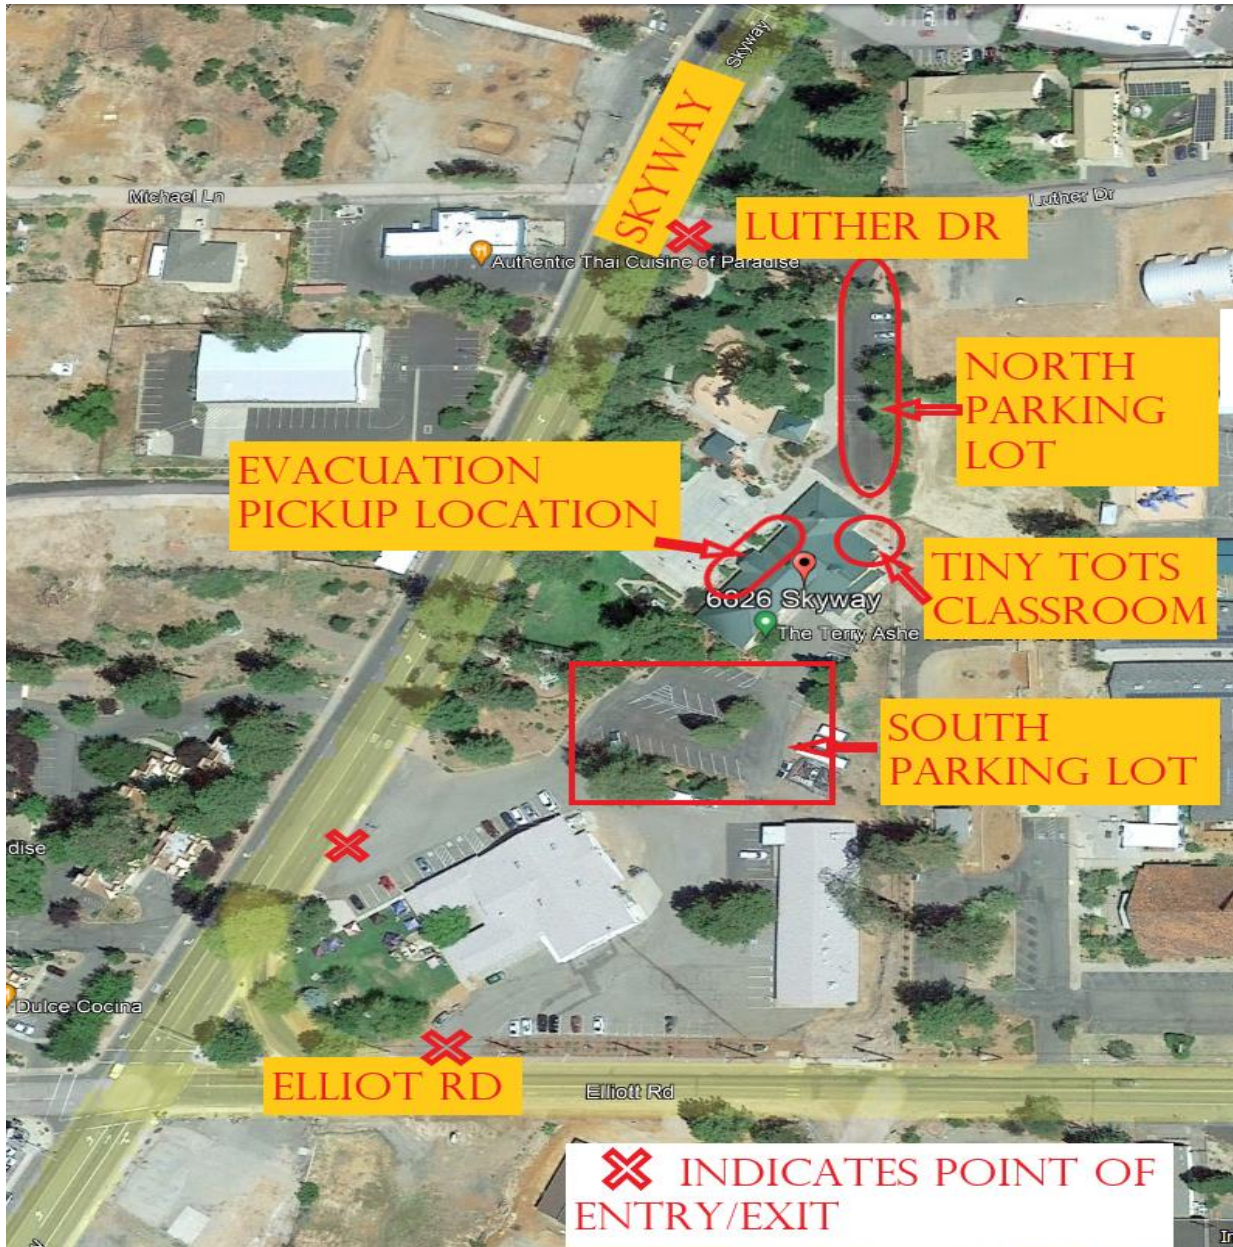 Skyway
SKYWAY
Michael Ln
Luther Dr
LUTHER DR
Authentic Thai Cuisine of Paradise
NORTH
PARKING
LOT
EVACUATION
PICKUP LOCATION
TINY TOTS
CLASSROOM
6626 Skyway
The Terry Ashe
SOUTH
PARKING LOT
dise
Dulce Cocina
ELLIOT RD
Elliott Rd
INDICATES POINT OF
ENTRY/EXIT